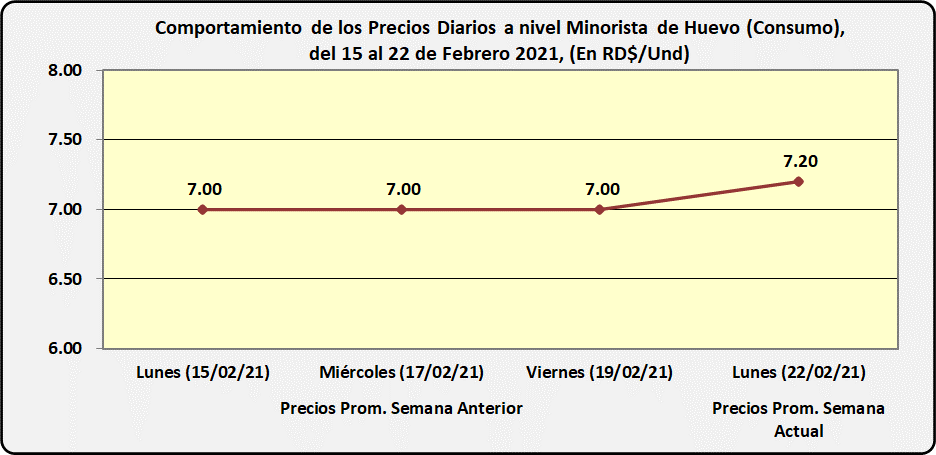 Comportamiento de los Precios Diarios a nivel Minorista de Huevo (Consumo),
del 15 al 22 de Febrero 2021, (En RD$/Und)
8.00
7.50
7.00
6.50
6.00
7.00
7.00
7.00
7.20
Lunes (15/02/21)
Miércoles (17/02/21)
Viernes (19/02/21)
Lunes (22/02/21)
Precios Prom. Semana Anterior
Precios Prom. Semana
Actual